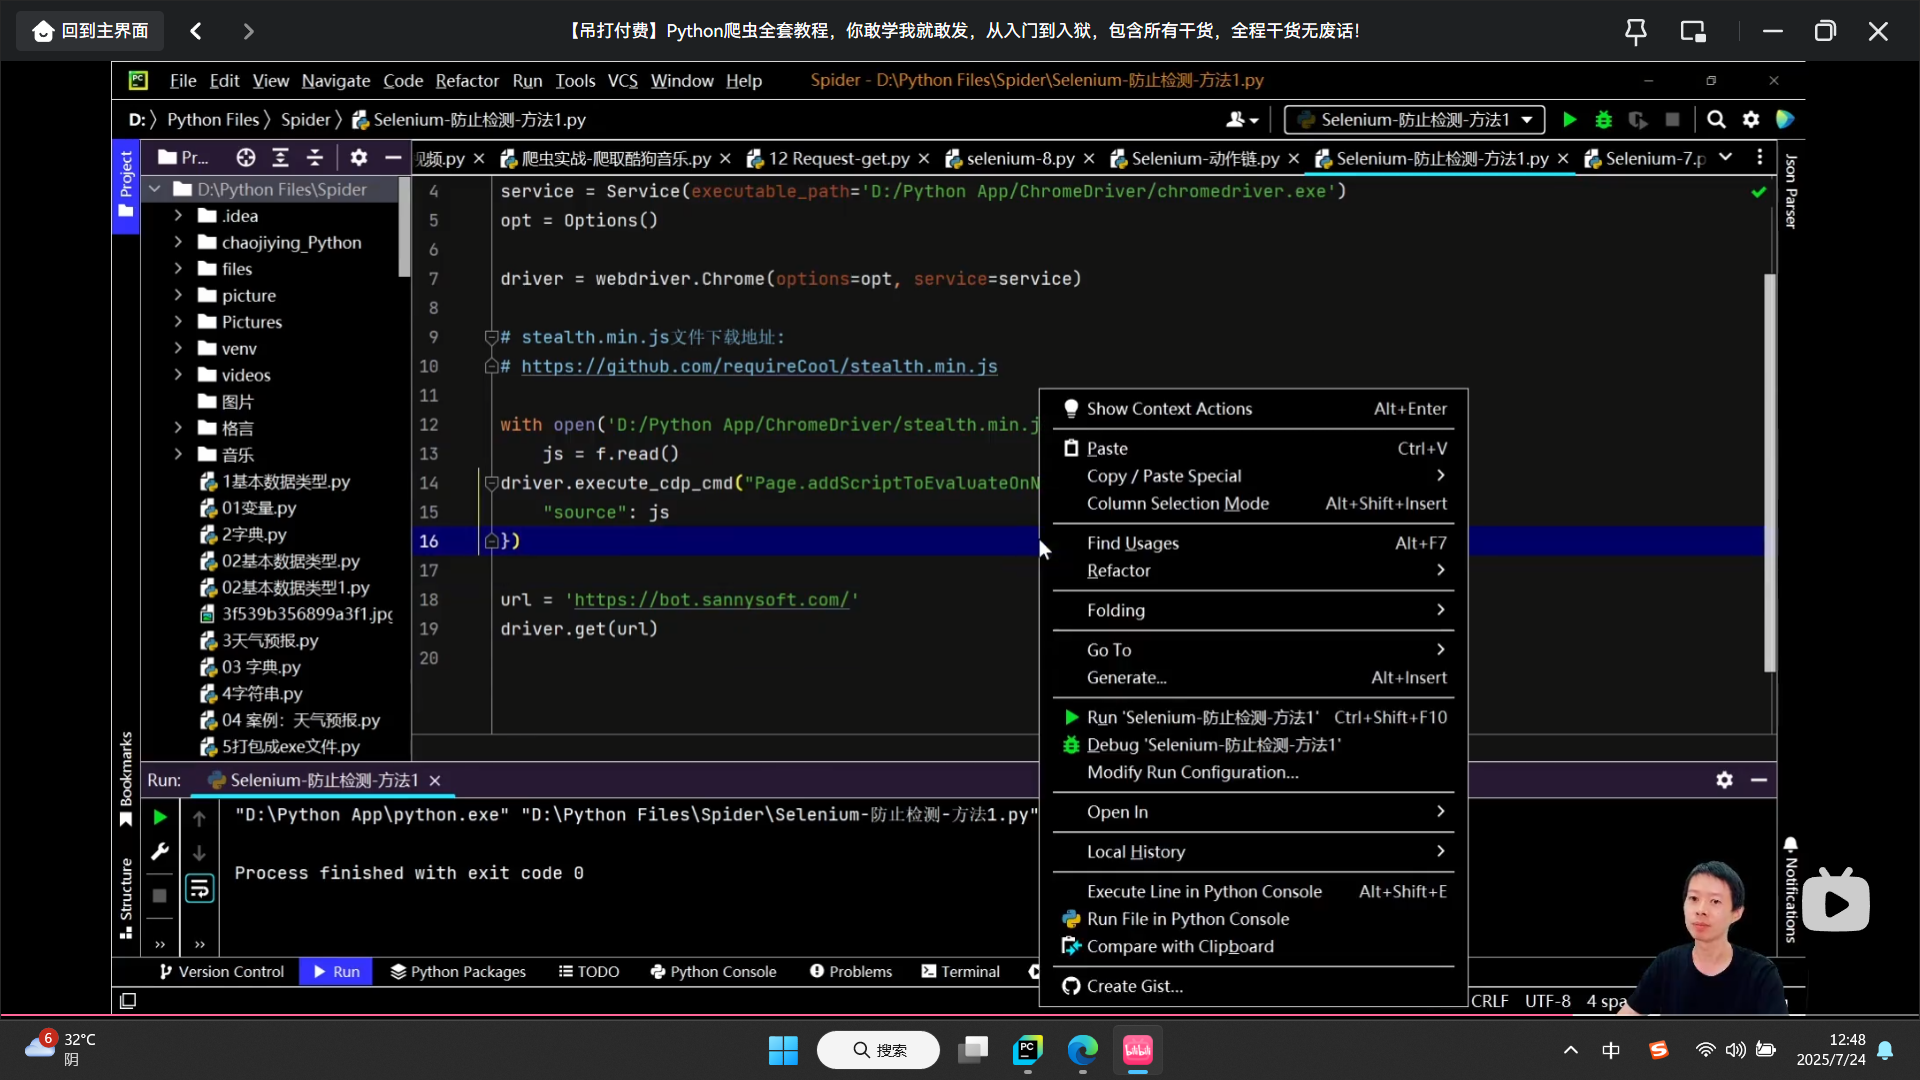 回到主界面
【吊打付费】Python爬虫全套教程，你敢学我就敢发，从入门到入狱，包含所有干货，全程干货无废话!
PC
File Edit View Navigate Code Refactor Run Tools VCS Window Help
Spider - D:\Python Files\Spider\Selenium-防止检测-方法1.py
D: 〉 Python Files 〉 Spider 〉 Selenium-防止检测-方法1.py
Selenium-防止检测-方法1
Project
Pr...
视频.py
爬虫实战-爬取酷狗音乐.py
12 Request-get.py
selenium-8.py
Selenium-动作链.py
Selenium-防止检测-方法1.py
Selenium-7.p
Json Parser
D:\Python Files\Spider
.idea
chaojiying_Python
files
picture
Pictures
venv
videos
图片
格言
音乐
1基本数据类型.py
01变量.py
2字典.py
02基本数据类型.py
02基本数据类型1.py
3f539b356899a3f1.jpg
3天气预报.py
03 字典.py
4字符串.py
04 案例：天气预报.py
5打包成exe文件.py
4 service = Service(executable_path='D:/Python App/ChromeDriver/chromedriver.exe')
5 opt = Options()
6
7 driver = webdriver.Chrome(options=opt, service=service)
8
9 # stealth.min.js文件下载地址:
10 # https://github.com/requireCool/stealth.min.js
11
12 with open('D:/Python App/ChromeDriver/stealth.min.j
13 js = f.read()
14 driver.execute_cdp_cmd("Page.addScriptToEvaluateOnN
15 "source": js
16 })
17
18 url = 'https://bot.sannysoft.com/'
19 driver.get(url)
20
Show Context Actions Alt+Enter
Paste Ctrl+V
Copy / Paste Special
Column Selection Mode Alt+Shift+Insert
Find Usages Alt+F7
Refactor
Folding
Go To
Generate... Alt+Insert
Run 'Selenium-防止检测-方法1' Ctrl+Shift+F10
Debug 'Selenium-防止检测-方法1'
Modify Run Configuration...
Open In
Local History
Execute Line in Python Console Alt+Shift+E
Run File in Python Console
Compare with Clipboard
Create Gist...
Bookmarks
Structure
Run: Selenium-防止检测-方法1
"D:\Python App\python.exe" "D:\Python Files\Spider\Selenium-防止检测-方法1.py"
Process finished with exit code 0
Notifications
Version Control Run Python Packages TODO Python Console Problems Terminal
CRLF UTF-8 4 spa
6
32°C
阴
搜索
PC
bilibili
中
S
12:48
2025/7/24